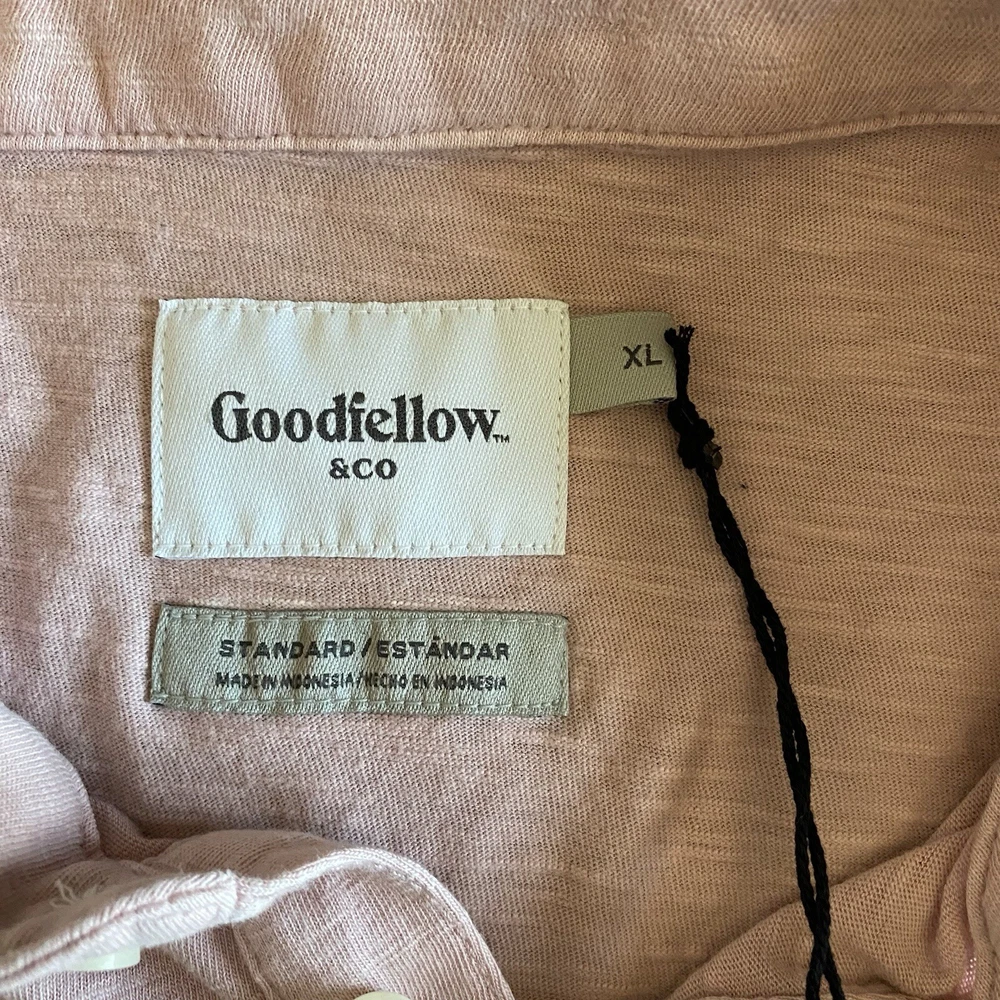 Goodfellow™
&CO
XL
STANDARD / ESTÁNDAR
MADE IN INDONESIA / HECHO EN INDONESIA